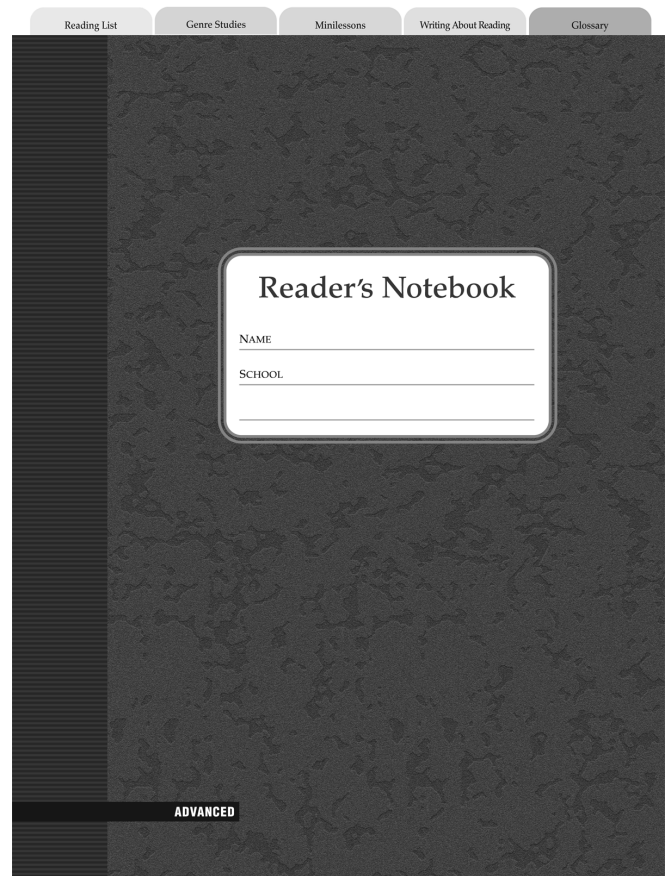 Reading List Genre Studies Minilessons Writing About Reading Glossary
Reader's Notebook
NAME
SCHOOL
ADVANCED